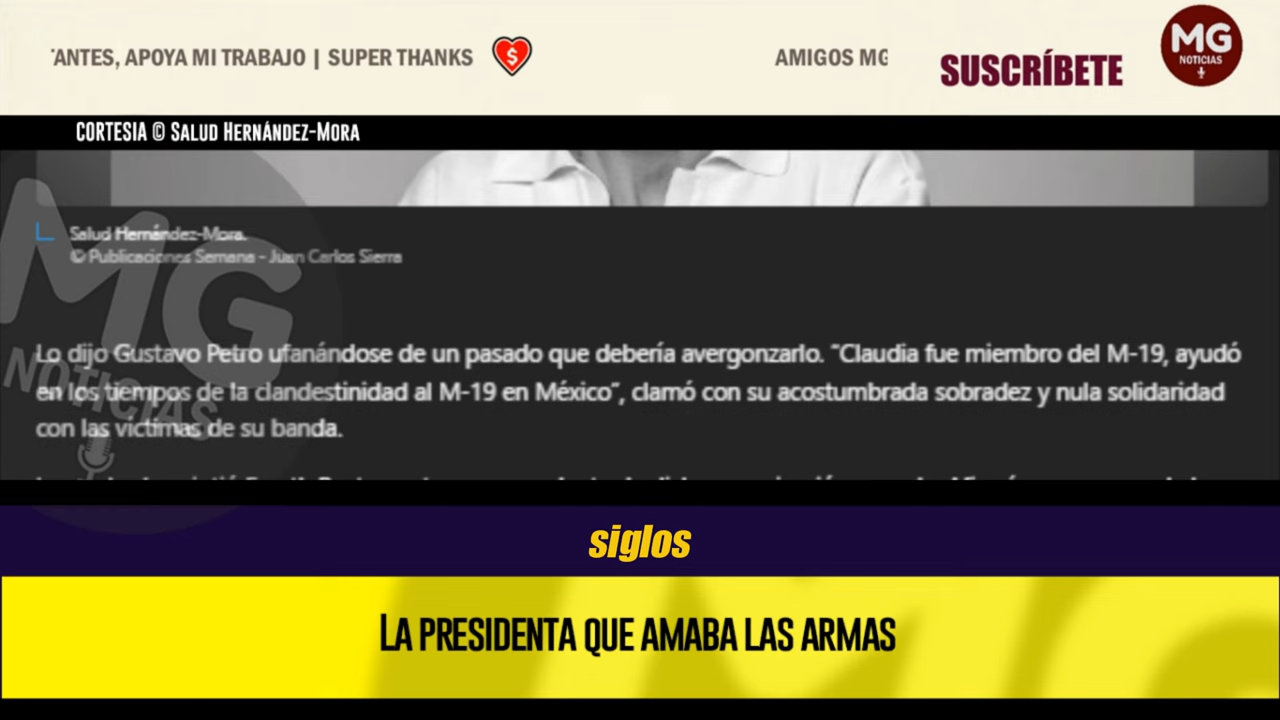 TANTES, APOYA MI TRABAJO | SUPER THANKS
AMIGOS MG
SUSCRÍBETE
MG
NOTICIAS
CORTESIA © SALUD HERNÁNDEZ-MORA
Salud Hernández-Mora.
© Publicaciones Semana - Juan Carlos Sierra
MG
NOTICIAS
Lo dijo Gustavo Petro ufanándose de un pasado que debería avergonzarlo. “Claudia fue miembro del M-19, ayudó
en los tiempos de la clandestinidad al M-19 en México”, clamó con su acostumbrada sobradez y nula solidaridad
con las víctimas de su banda.
siglos
LA PRESIDENTA QUE AMABA LAS ARMAS